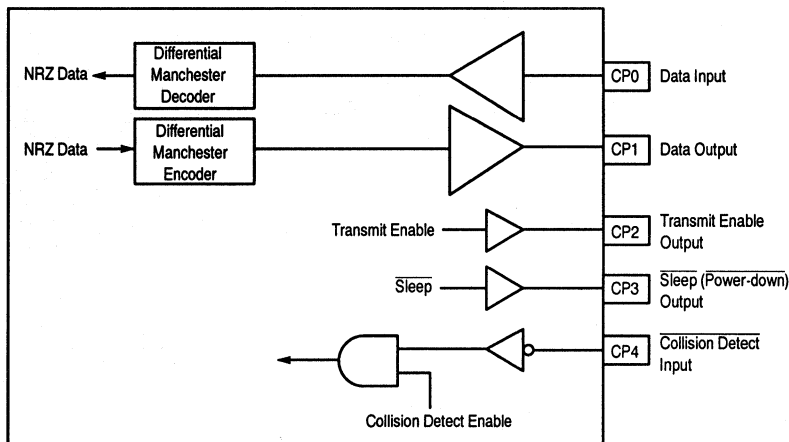 Differential
Manchester
Decoder
NRZ Data
CP0
Data Input
Differential
Manchester
Encoder
NRZ Data
CP1
Data Output
Transmit Enable
CP2
Transmit Enable
Output
Sleep
CP3
Sleep (Power-down)
Output
CP4
Collision Detect
Input
Collision Detect Enable